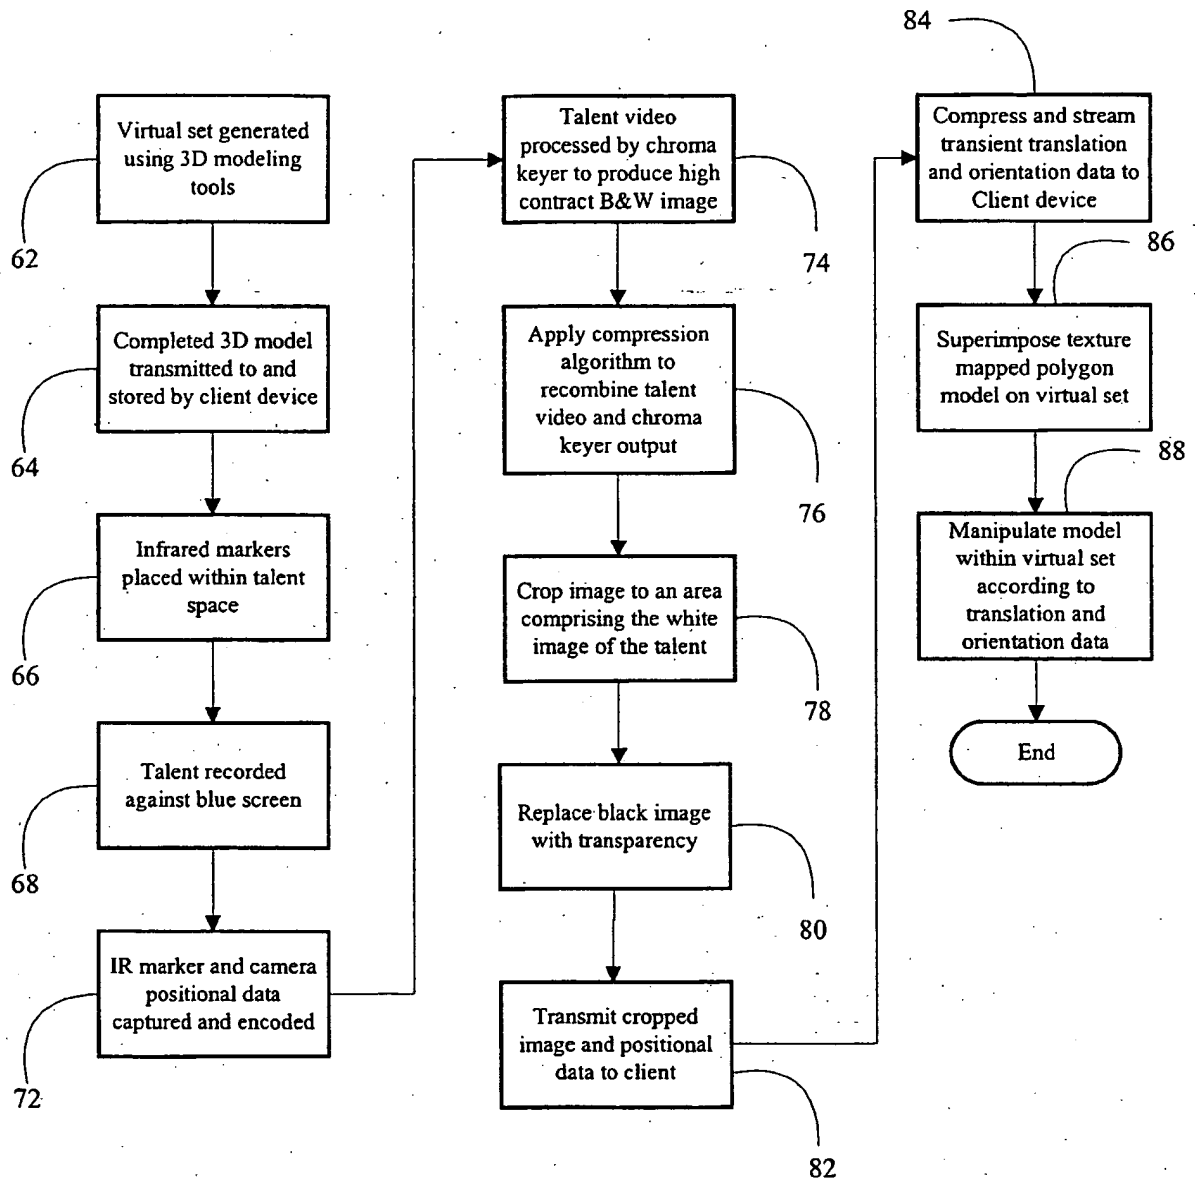 Virtual set generated
using 3D modeling
tools
62
Completed 3D model
transmitted to and
stored by client device
64
Infrared markers
placed within talent
space
66
Talent recorded
against blue screen
68
IR marker and camera
positional data
captured and encoded
72
Talent video
processed by chroma
keyer to produce high
contract B&W image
74
Apply compression
algorithm to
recombine talent
video and chroma
keyer output
76
Crop image to an area
comprising the white
image of the talent
78
Replace black image
with transparency
80
Transmit cropped
image and positional
data to client
82
84
Compress and stream
transient translation
and orientation data to
Client device
86
Superimpose texture
mapped polygon
model on virtual set
88
Manipulate model
within virtual set
according to
translation and
orientation data
End